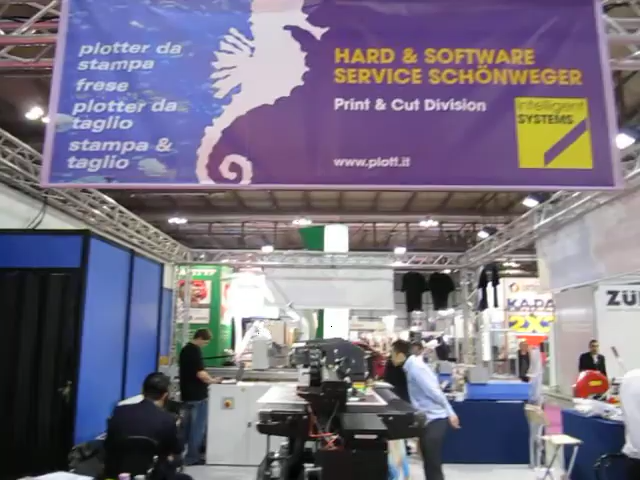 plotter da
stampa
frese
plotter da
taglio
stampa &
taglio
HARD & SOFTWARE
SERVICE SCHÖNWEGER
Print & Cut Division
www.plott.it
intelligent
SYSTEMS
KAPA
2X
ZÜ